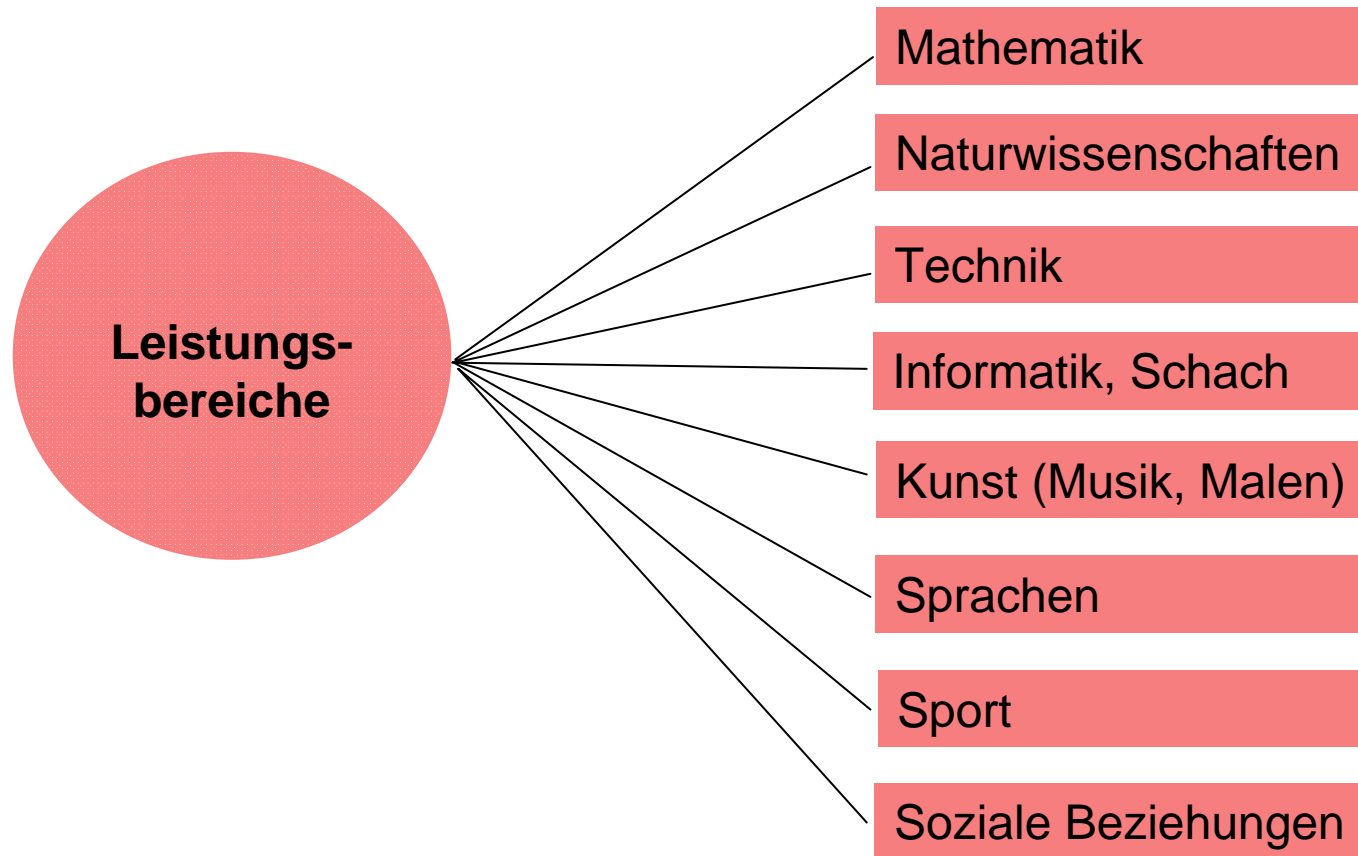 Leistungs-
bereiche
Mathematik
Naturwissenschaften
Technik
Informatik, Schach
Kunst (Musik, Malen)
Sprachen
Sport
Soziale Beziehungen